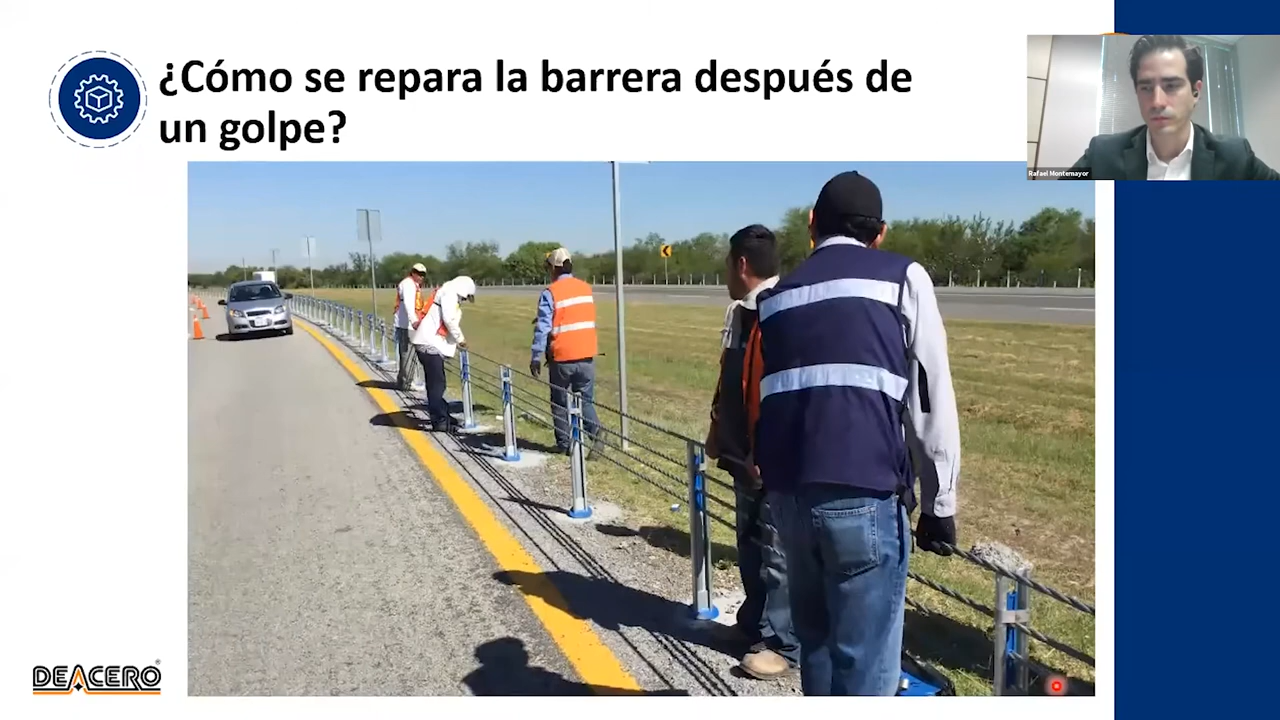 ¿Cómo se repara la barrera después de
un golpe?
Rafael Montemayor
DEACERO®